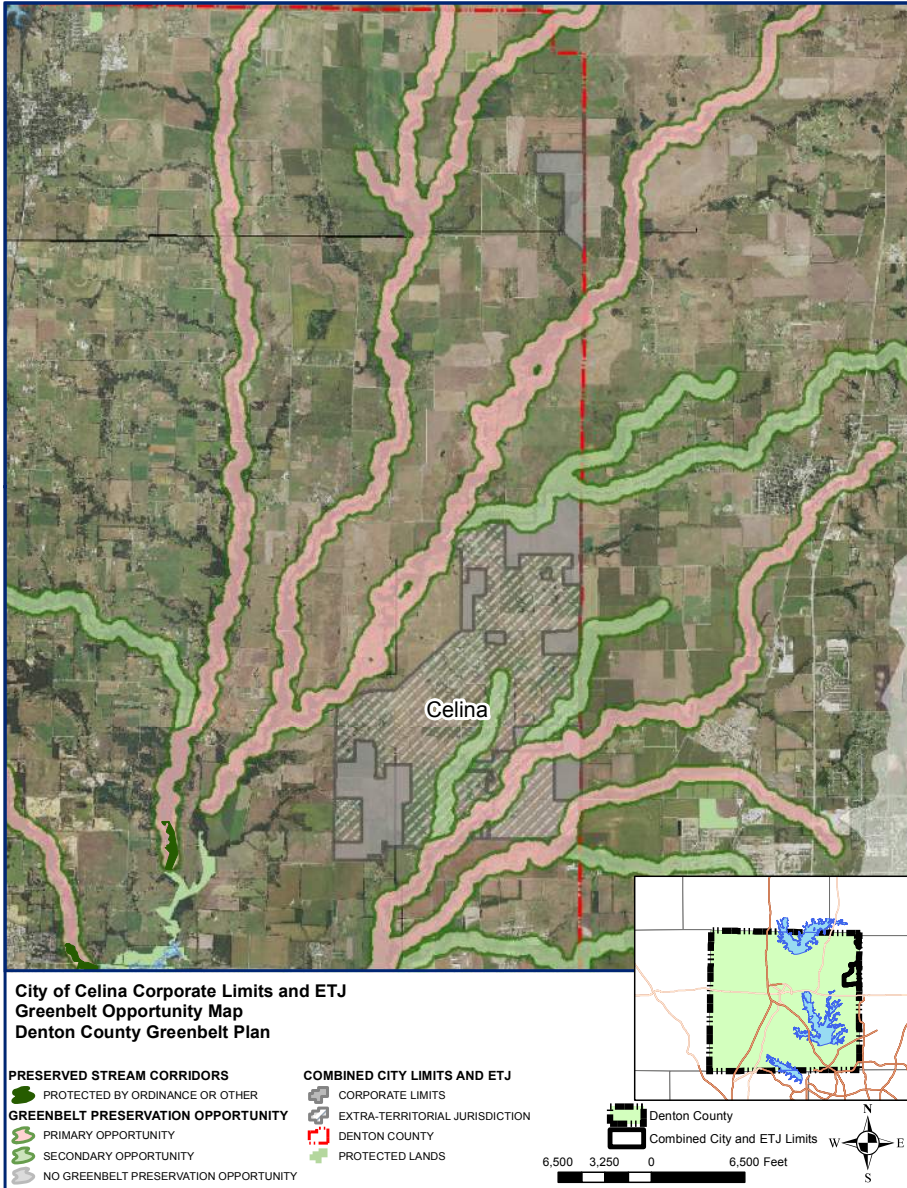 Celina
City of Celina Corporate Limits and ETJ
Greenbelt Opportunity Map
Denton County Greenbelt Plan
PRESERVED STREAM CORRIDORS
PROTECTED BY ORDINANCE OR OTHER
GREENBELT PRESERVATION OPPORTUNITY
PRIMARY OPPORTUNITY
SECONDARY OPPORTUNITY
NO GREENBELT PRESERVATION OPPORTUNITY
COMBINED CITY LIMITS AND ETJ
CORPORATE LIMITS
EXTRA-TERRITORIAL JURISDICTION
DENTON COUNTY
PROTECTED LANDS
Denton County
Combined City and ETJ Limits
N
W E
S
6,500 3,250 0 6,500 Feet